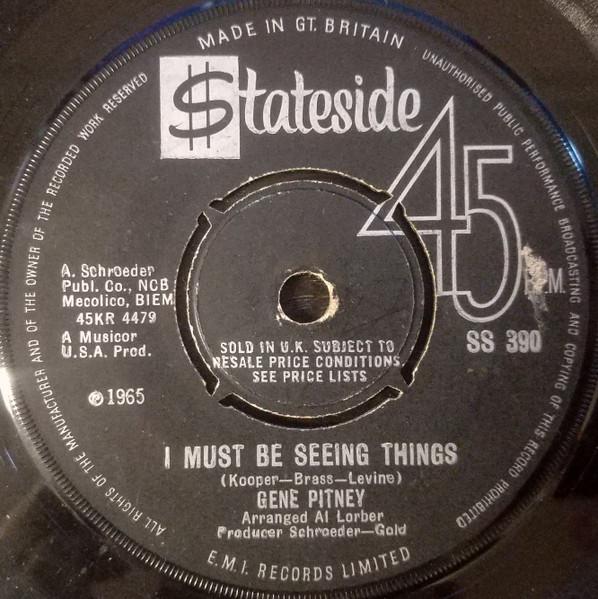 MADE IN GT. BRITAIN
UNAUTHORISED PUBLIC PERFORMANCE BROADCASTING AND COPYING OF THIS RECORD PROHIBITED
E.M.I. RECORDS LIMITED
ALL RIGHTS OF THE MANUFACTURER AND OF THE OWNER OF THE RECORDED WORK RESERVED
$tateside
45
R.P.M.
A. Schroeder
Publ. Co., NCB
Mecolico, BIEM
45KR 4479
A Musicor
U.S.A. Prod.
℗ 1965
SS 390
SOLD IN U.K. SUBJECT TO
RESALE PRICE CONDITIONS,
SEE PRICE LISTS
I MUST BE SEEING THINGS
(Kooper—Brass—Levine)
GENE PITNEY
Arranged Al Lorber
Producer Schroeder—Gold